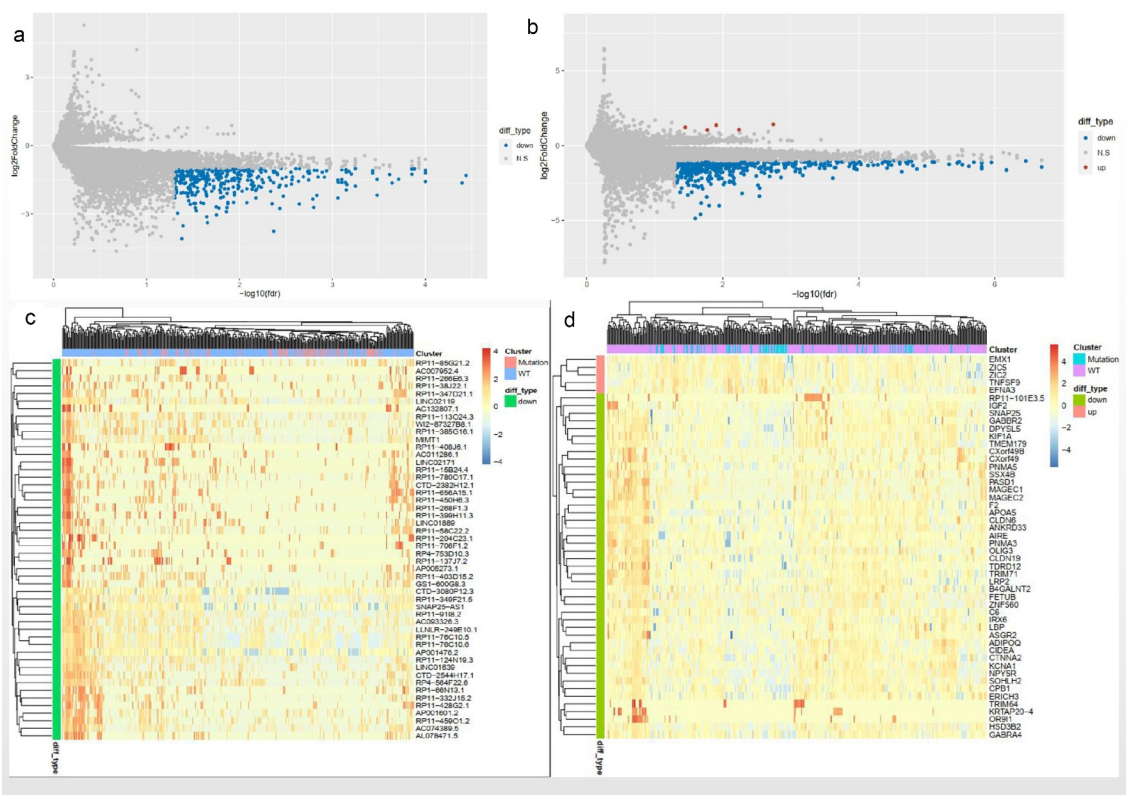 a
3
0
−3
log2FoldChange
0
1
2
3
4
−log10(fdr)
diff_type
down
N.S
b
5
0
−5
log2FoldChange
0
2
4
6
−log10(fdr)
diff_type
down
N.S
up
c
Cluster
RP11−85G21.2
AC007952.4
RP11−266E6.3
RP11−38J22.1
RP11−347D21.1
LINC02119
AC132807.1
RP11−113O24.3
WI2−87327B8.1
RP11−385G16.1
MIMT1
RP11−408J6.1
AC011286.1
LINC02171
RP11−15B24.4
RP11−780O17.1
CTD−2382H12.1
RP11−656A15.1
RP11−450H6.3
RP11−268F1.3
RP11−399H11.3
LINC01889
RP11−58C22.2
RP11−204C23.1
RP11−706F1.2
RP4−753D10.3
RP11−137J7.2
AP005273.1
RP11−403D15.2
GS1−600G8.3
CTD−3080P12.3
RP11−349F21.5
SNAP25−AS1
RP11−91I8.2
AC093326.3
LLNLR−249E10.1
RP11−76C10.5
RP11−76C10.6
AP001476.2
RP11−124N19.3
LINC01639
CTD−2544H17.1
RP4−564F22.6
RP1−66N13.1
RP11−332J15.2
RP11−428G2.1
AP001601.2
RP11−459O1.2
AC074389.5
AL078471.5
diff_type
4
2
0
−2
−4
Cluster
Mutation
WT
diff_type
down
d
Cluster
EMX1
ZIC5
ZIC2
TNFSF9
EFNA3
RP11−101E3.5
IGF2
SNAP25
GABBR2
DPYSL5
KIF1A
TMEM179
CXorf49B
CXorf49
PNMA5
SSX4B
PASD1
MAGEC1
MAGEC2
F2
APOA5
CLDN6
ANKRD33
AIRE
PNMA3
OLIG3
CLDN19
TDRD12
TRIM71
LRP2
B4GALNT2
FETUB
ZNF560
C6
IRX6
LBP
ASGR2
ADIPOQ
CIDEA
CTNNA2
KCNA1
NPY5R
SOHLH2
CPB1
ERICH3
TRIM64
KRTAP20−4
OR9I1
HSD3B2
GABRA4
diff_type
4
2
0
−2
−4
Cluster
Mutation
WT
diff_type
down
up